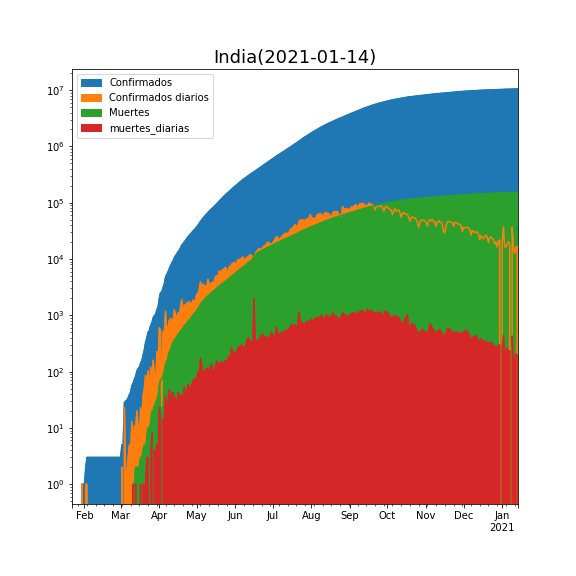 India(2021-01-14)
Confirmados
Confirmados diarios
Muertes
muertes_diarias
10⁷
10⁶
10⁵
10⁴
10³
10²
10¹
10⁰
Feb Mar Apr May Jun Jul Aug Sep Oct Nov Dec Jan
2021